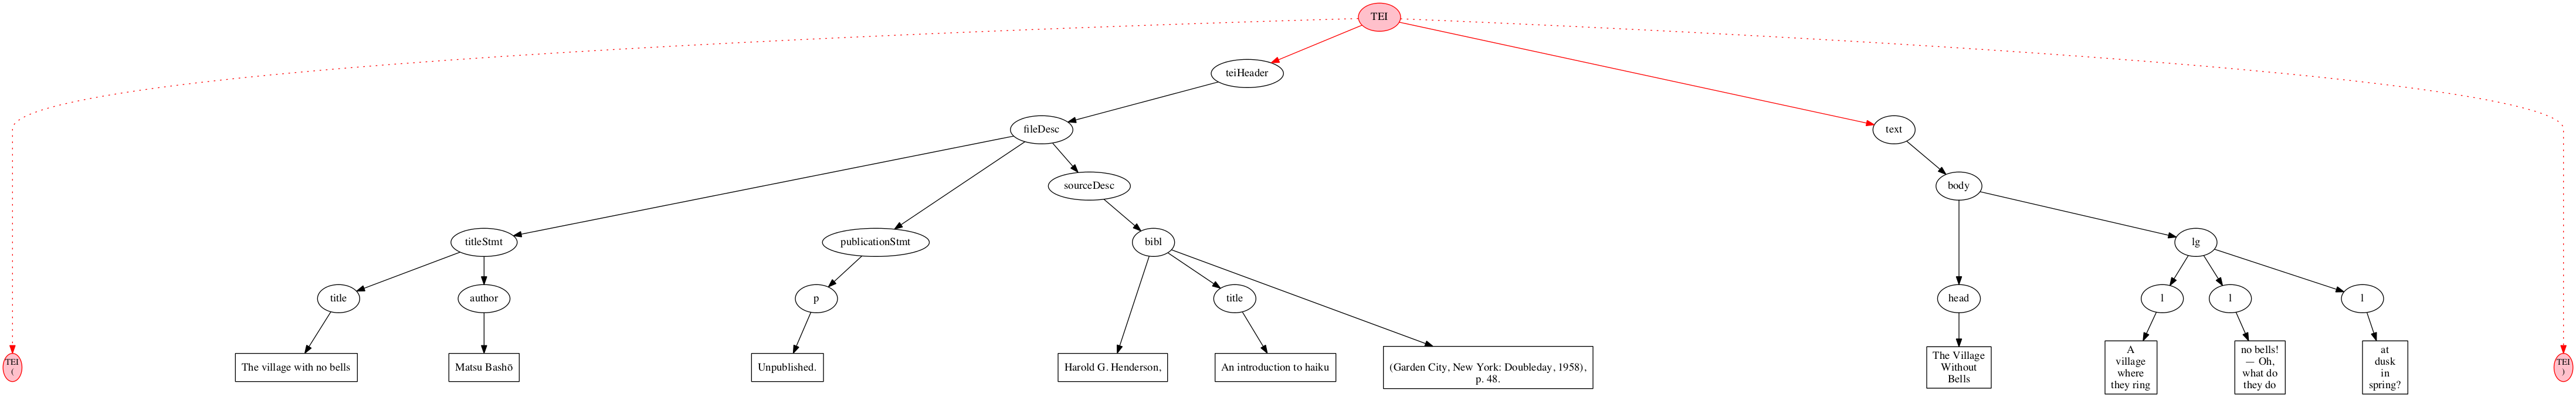 TEI
teiHeader
fileDesc
text
sourceDesc
body
titleStmt
publicationStmt
bibl
lg
title
author
p
title
head
l
l
l
TEI
(
The village with no bells
Matsu Bashō
Unpublished.
Harold G. Henderson,
An introduction to haiku
(Garden City, New York: Doubleday, 1958),
p. 48.
The Village
Without
Bells
A
village
where
they ring
no bells!
— Oh,
what do
they do
at
dusk
in
spring?
TEI
)